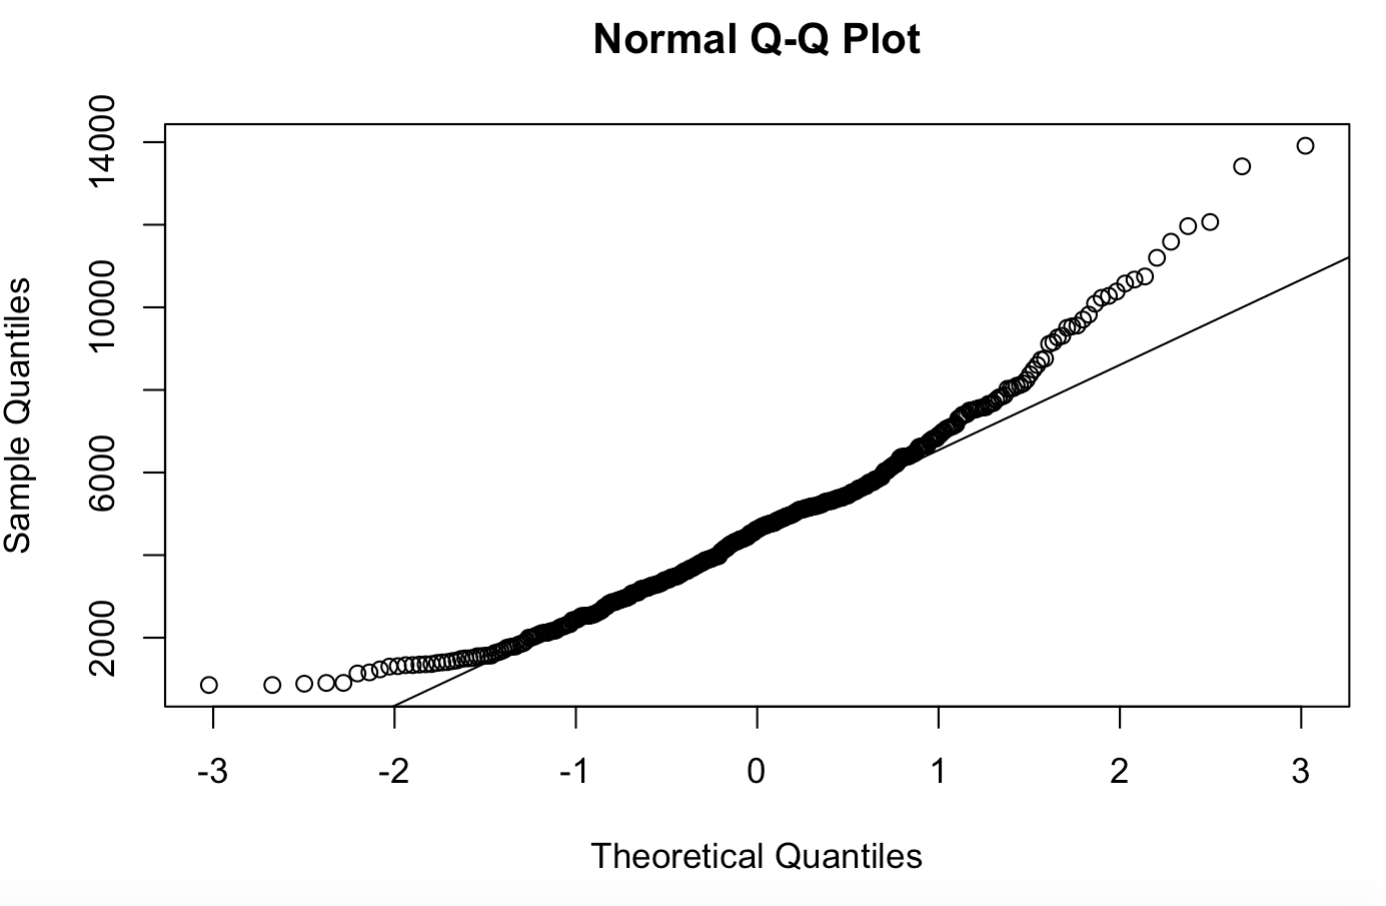 Normal Q-Q Plot
14000
10000
6000
2000
Sample Quantiles
-3 -2 -1 0 1 2 3
Theoretical Quantiles